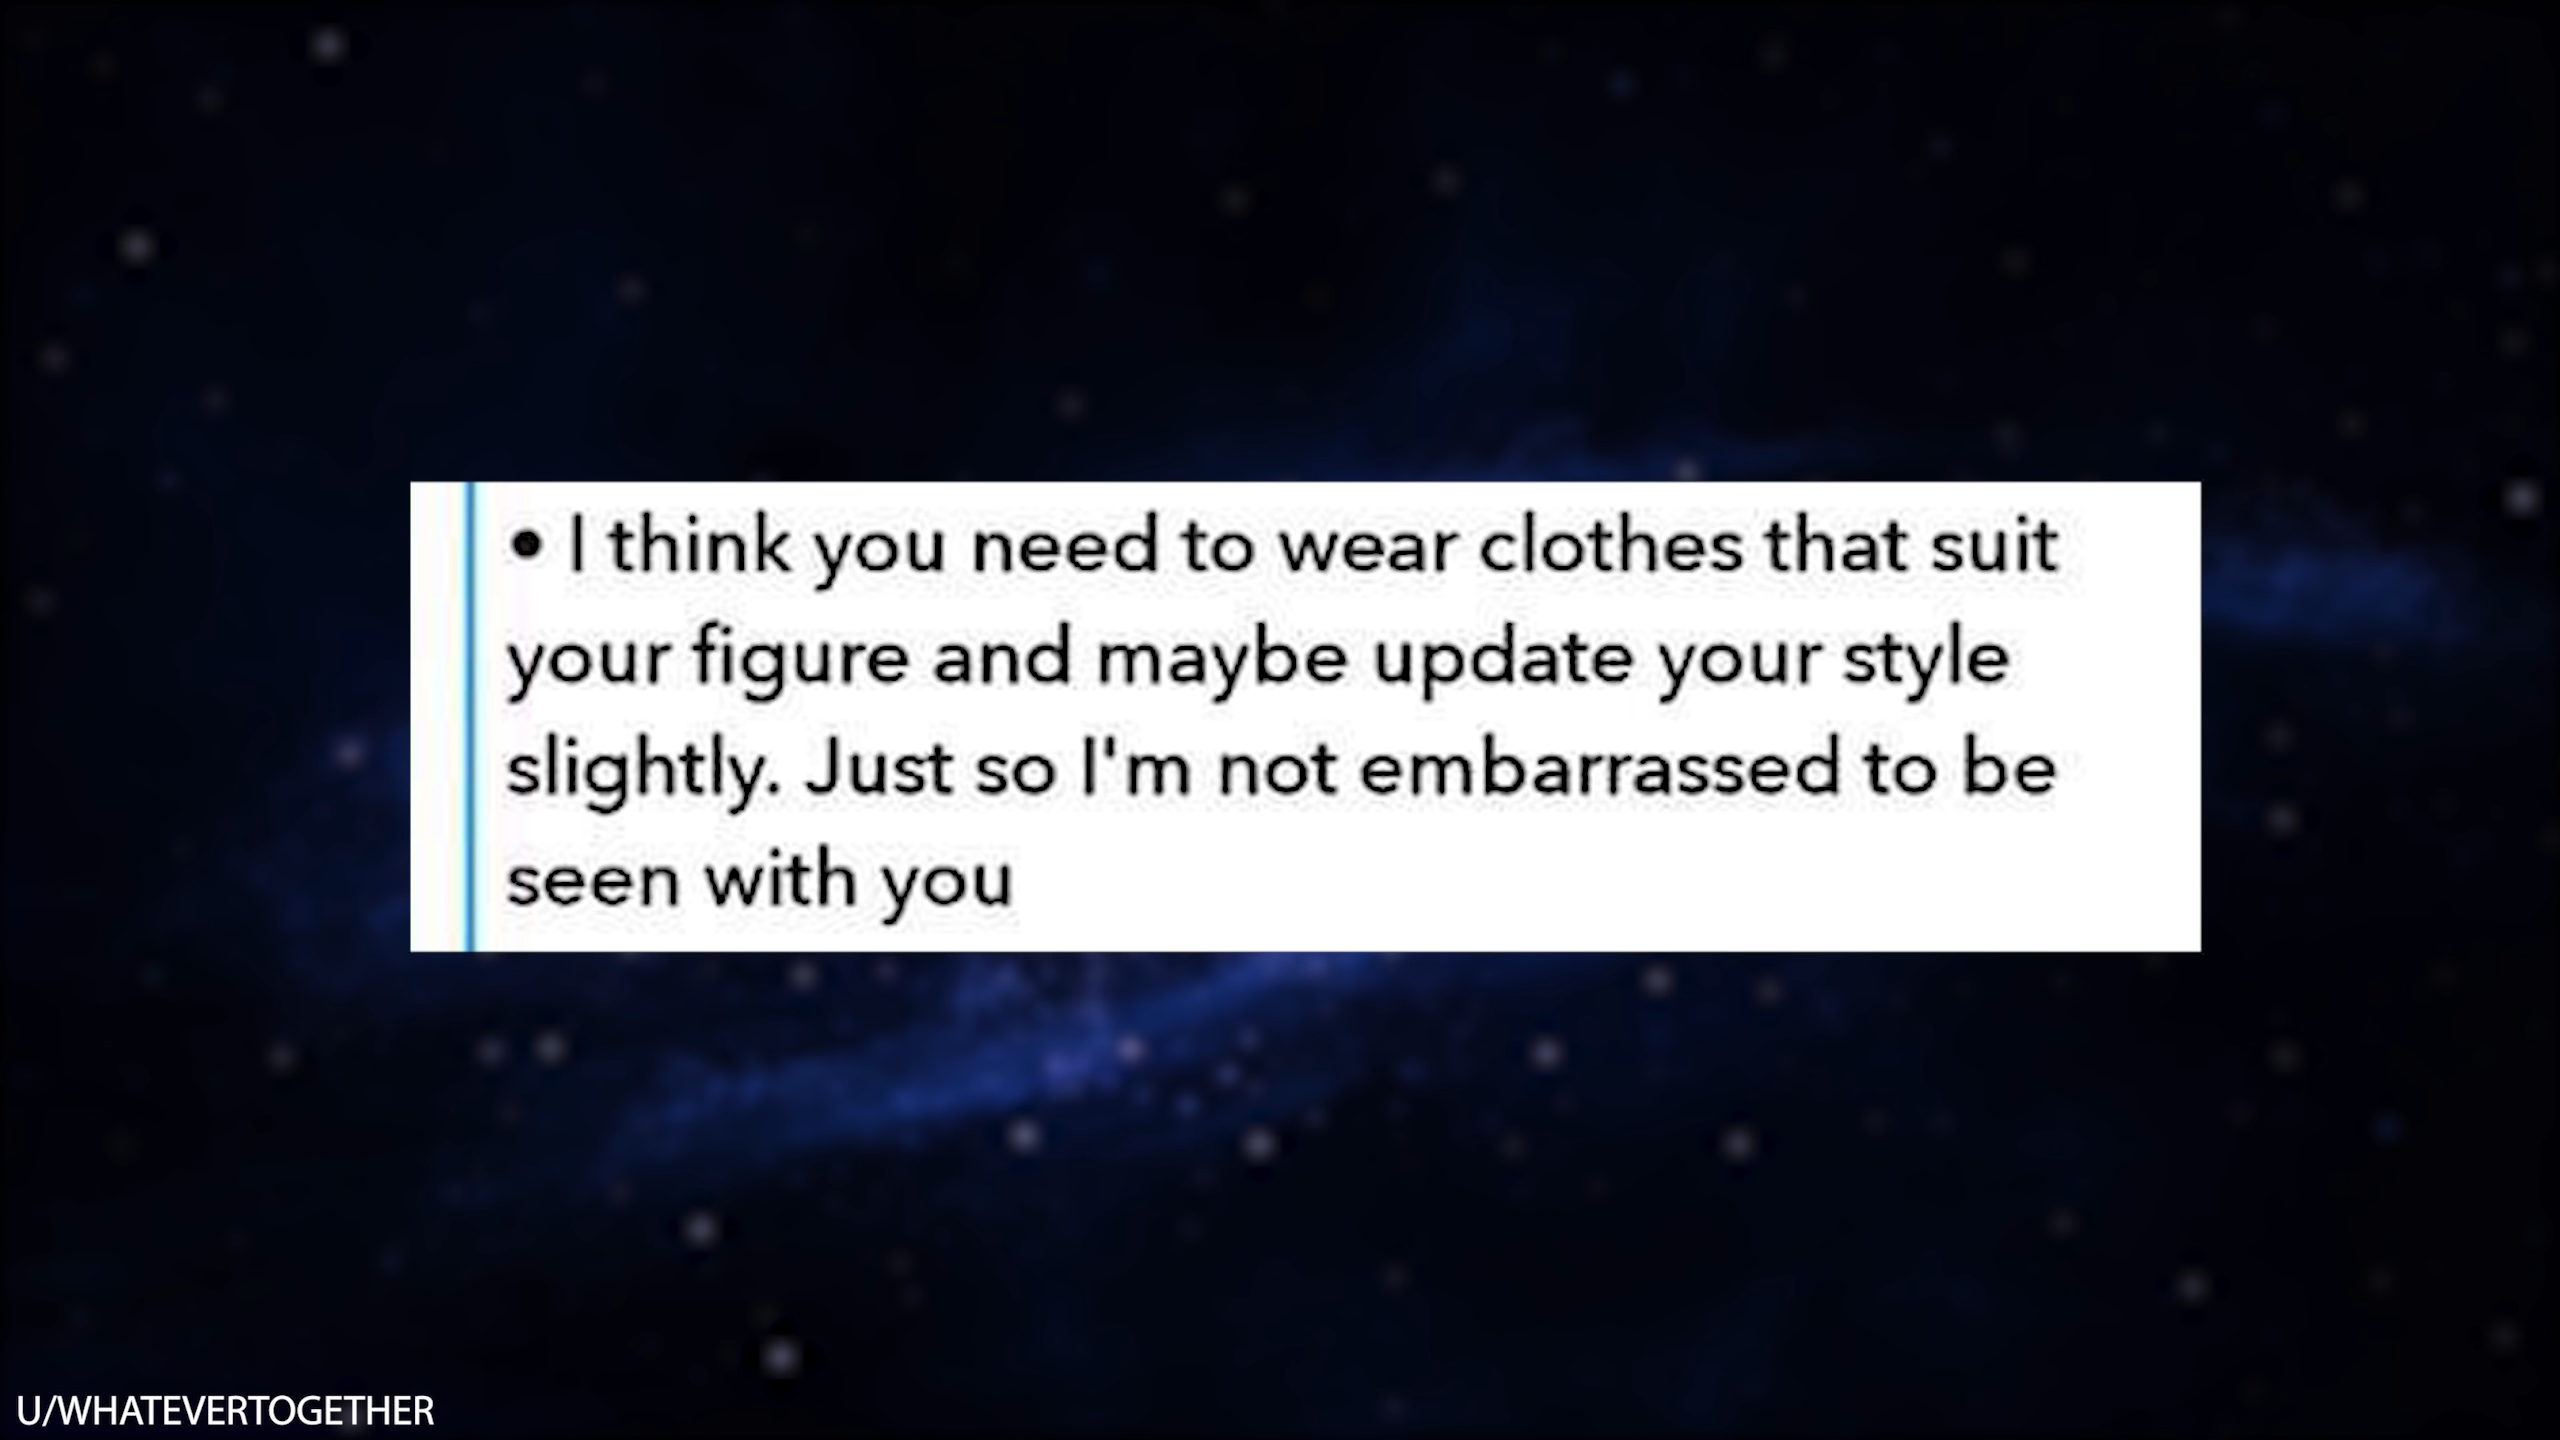 • I think you need to wear clothes that suit
your figure and maybe update your style
slightly. Just so I'm not embarrassed to be
seen with you
U/WHATEVERTOGETHER